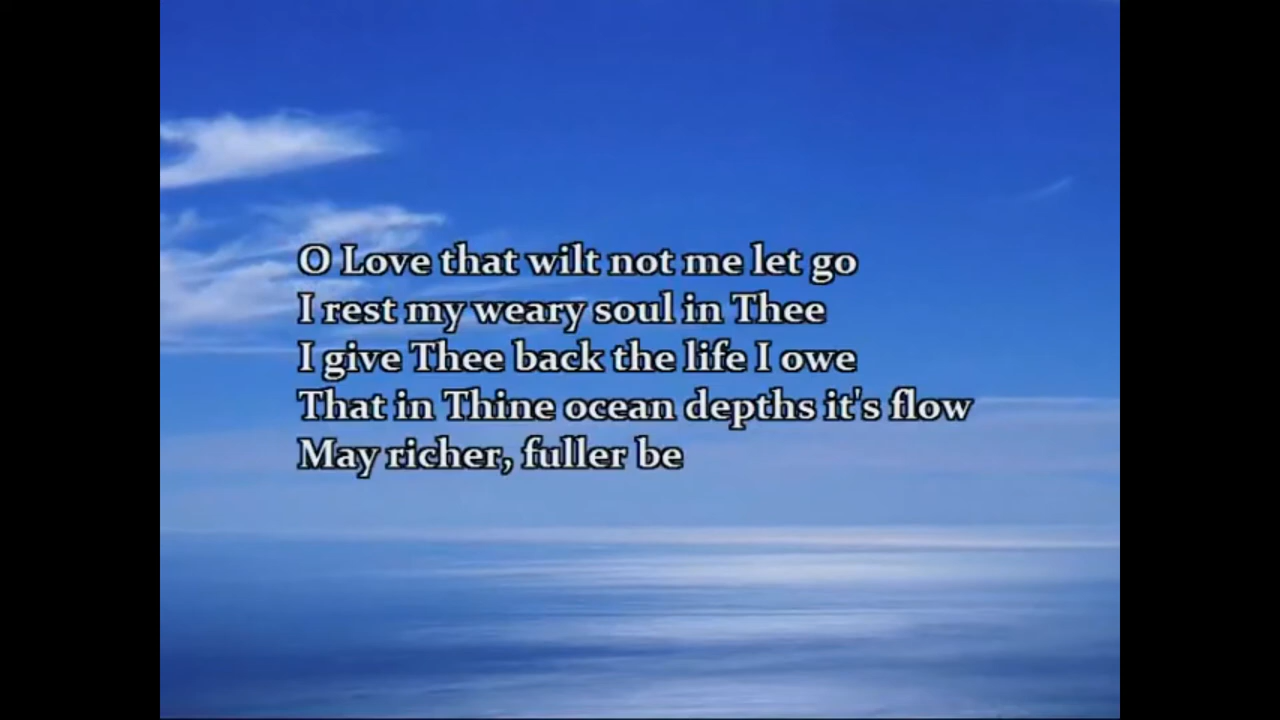 O Love that wilt not me let go
I rest my weary soul in Thee
I give Thee back the life I owe
That in Thine ocean depths it's flow
May richer, fuller be